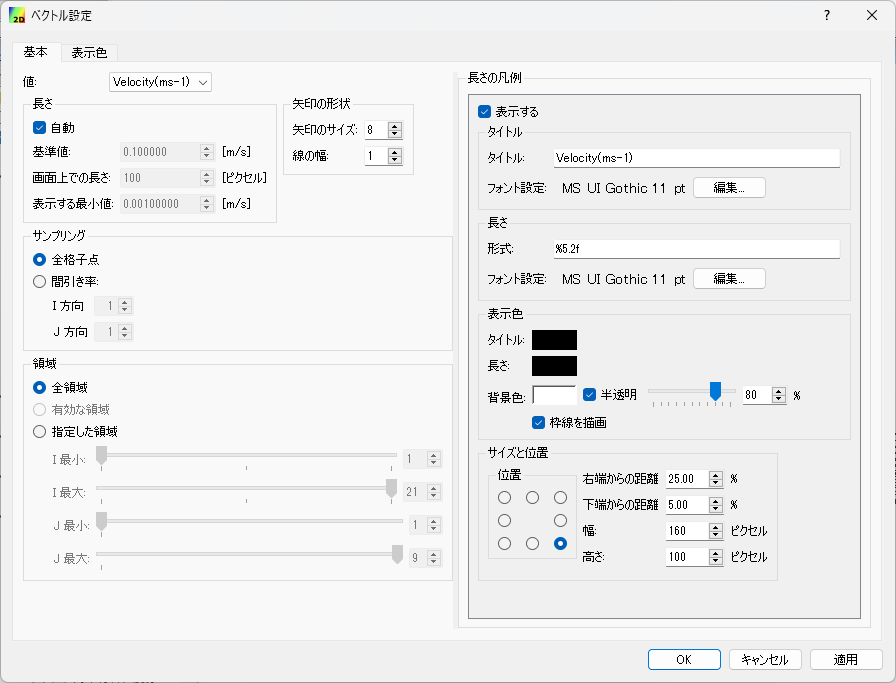 2D ベクトル設定
?
基本 表示色
値: Velocity(ms-1)
長さ
自動
基準値: 0.100000 [m/s]
画面上での長さ: 100 [ピクセル]
表示する最小値: 0.00100000 [m/s]
矢印の形状
矢印のサイズ: 8
線の幅: 1
サンプリング
全格子点
間引き率:
I 方向 1
J 方向 1
領域
全領域
有効な領域
指定した領域
I 最小: 1
I 最大: 21
J 最小: 1
J 最大: 9
長さの凡例
表示する
タイトル
タイトル: Velocity(ms-1)
フォント設定: MS UI Gothic 11 pt 編集...
長さ
形式: %5.2f
フォント設定: MS UI Gothic 11 pt 編集...
表示色
タイトル:
長さ:
背景色: 半透明 80 %
枠線を描画
サイズと位置
位置
右端からの距離 25.00 %
下端からの距離 5.00 %
幅: 160 ピクセル
高さ: 100 ピクセル
OK キャンセル 適用